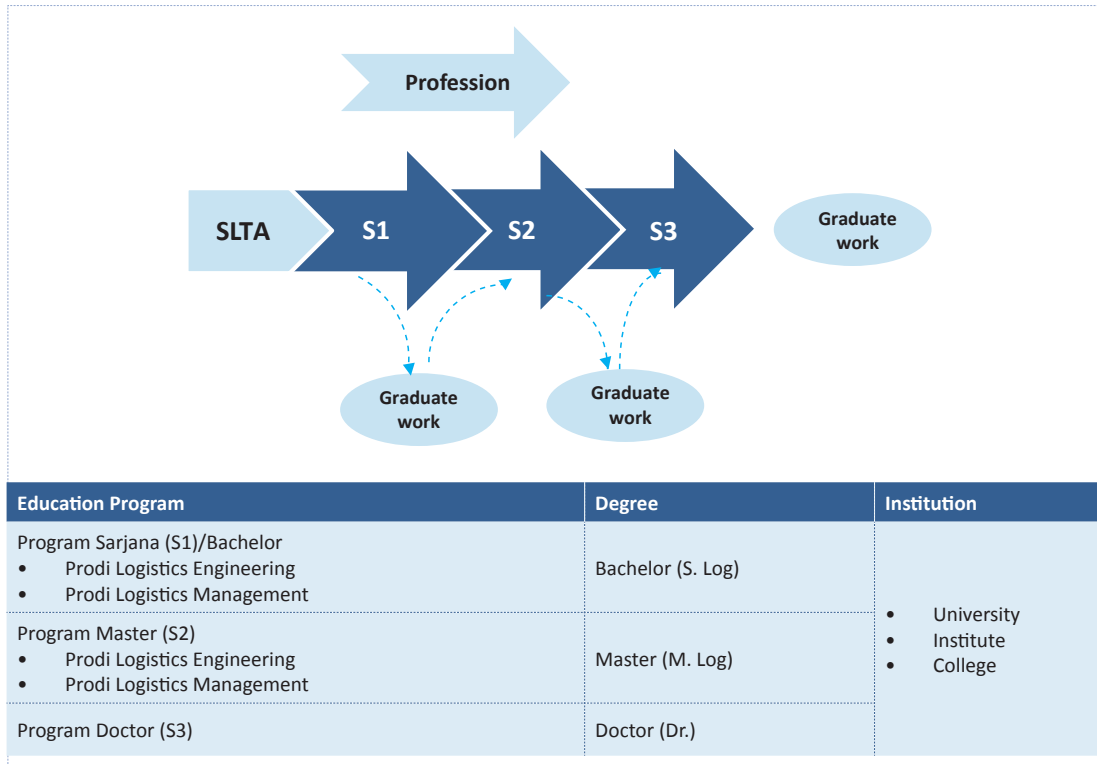 Profession
SLTA
S1
S2
S3
Graduate
work
Graduate
work
Graduate
work
Education Program
Degree
Institution
Program Sarjana (S1)/Bachelor
• Prodi Logistics Engineering
• Prodi Logistics Management
Bachelor (S. Log)
• University
• Institute
• College
Program Master (S2)
• Prodi Logistics Engineering
• Prodi Logistics Management
Master (M. Log)
Program Doctor (S3)
Doctor (Dr.)